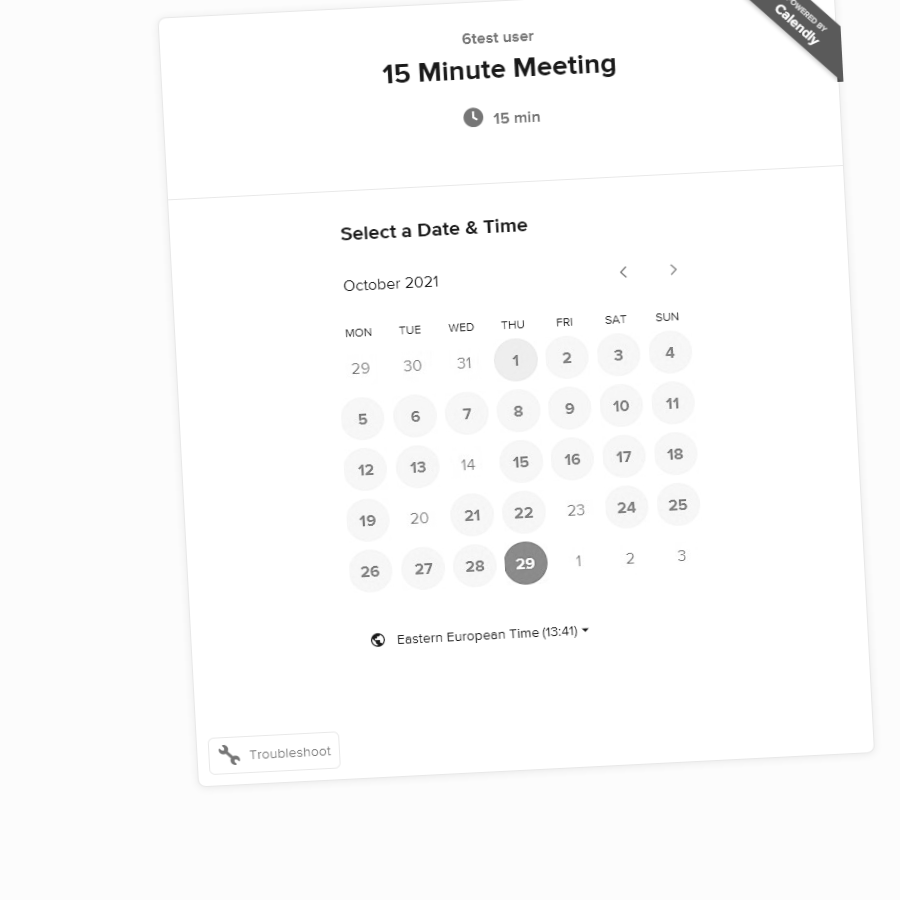 6test user
POWERED BY
Calendly
15 Minute Meeting
15 min
Select a Date & Time
October 2021
MON TUE WED THU FRI SAT SUN
29 30 31 1 2 3 4
5 6 7 8 9 10 11
12 13 14 15 16 17 18
19 20 21 22 23 24 25
26 27 28 29 1 2 3
Eastern European Time (13:41)
Troubleshoot